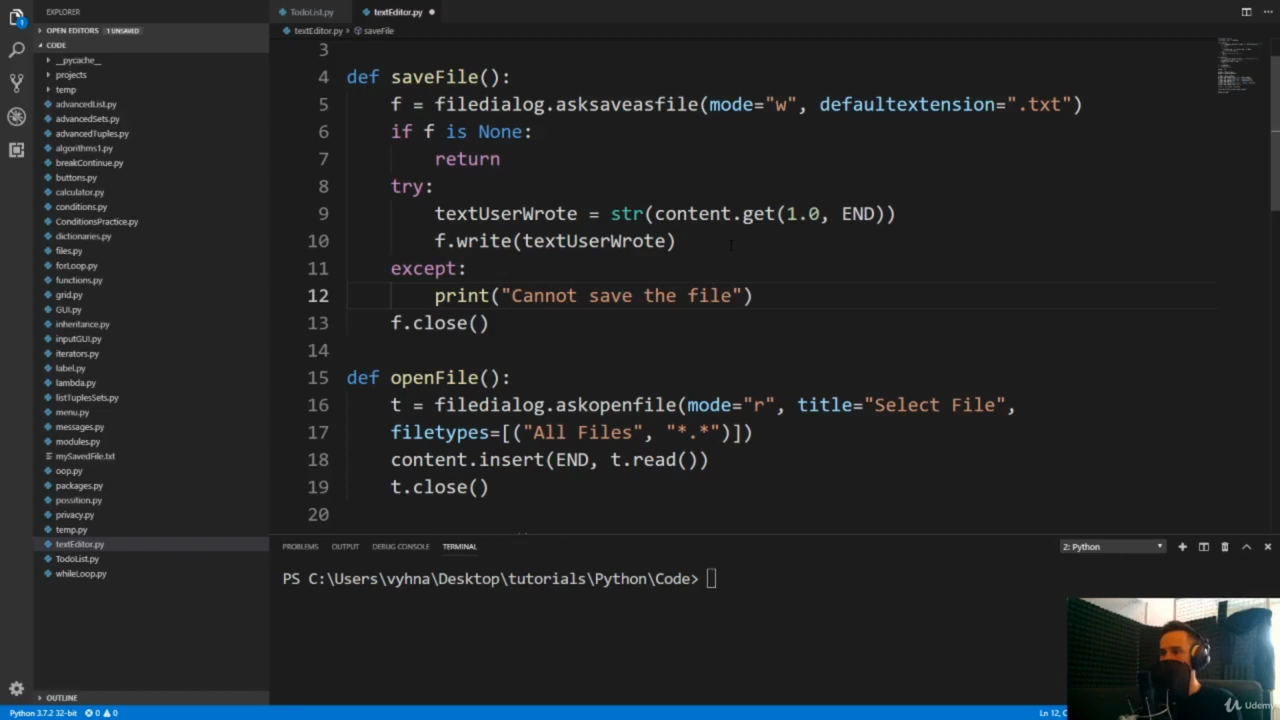 EXPLORER
TodoList.py
textEditor.py
OPEN EDITORS 1 UNSAVED
textEditor.py
saveFile
CODE
__pycache__
projects
temp
advancedList.py
advancedSets.py
advancedTuples.py
algorithms1.py
breakContinue.py
buttons.py
calculator.py
conditions.py
ConditionsPractice.py
dictionaries.py
files.py
forLoop.py
functions.py
grid.py
GUI.py
inheritance.py
inputGUI.py
iterators.py
label.py
lambda.py
listTuplesSets.py
menu.py
messages.py
modules.py
mySavedFile.txt
oop.py
packages.py
possition.py
privacy.py
temp.py
textEditor.py
TodoList.py
whileLoop.py
OUTLINE
3
4 def saveFile():
5 f = filedialog.asksaveasfile(mode="w", defaultextension=".txt")
6 if f is None:
7 return
8 try:
9 textUserWrote = str(content.get(1.0, END))
10 f.write(textUserWrote)
11 except:
12 print("Cannot save the file")
13 f.close()
14
15 def openFile():
16 t = filedialog.askopenfile(mode="r", title="Select File",
17 filetypes=[("All Files", "*.*")])
18 content.insert(END, t.read())
19 t.close()
20
PROBLEMS OUTPUT DEBUG CONSOLE TERMINAL
2: Python
PS C:\Users\vyhna\Desktop\tutorials\Python\Code>
Python 3.7.2 32-bit 0 0
Ln 12,
Udemy
1